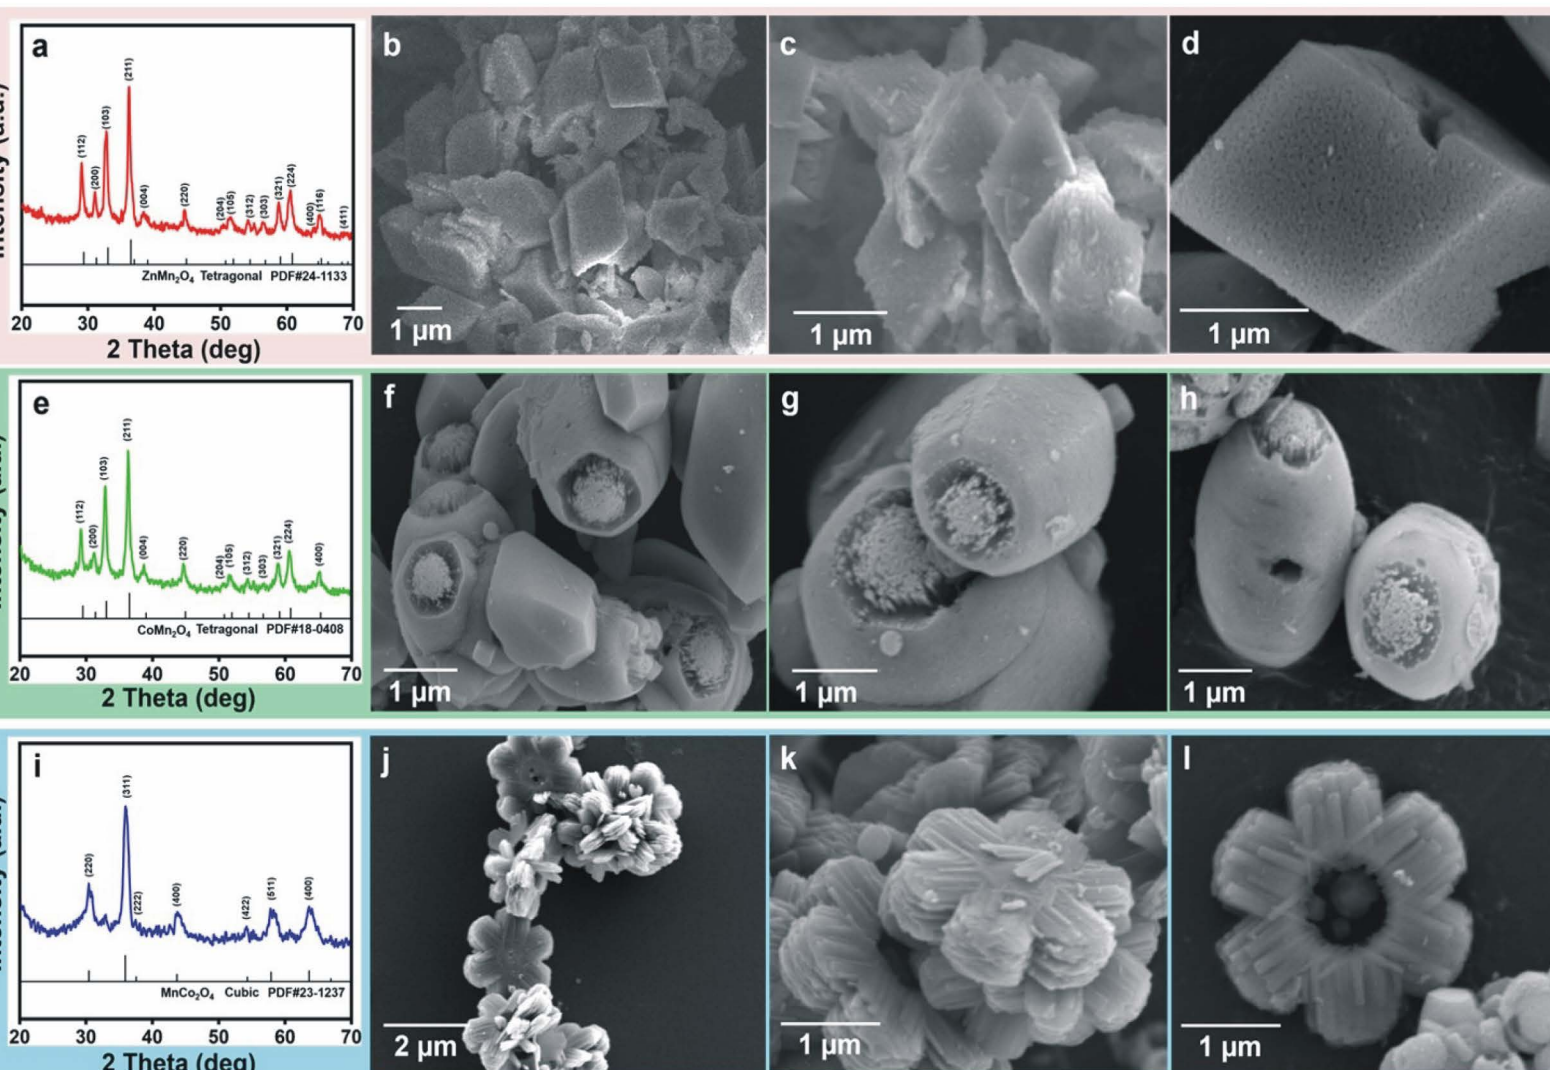 a
Intensity (a.u.)
(112)
(200)
(103)
(211)
(004)
(220)
(204)
(105)
(312)
(303)
(321)
(224)
(400)
(116)
(411)
ZnMn₂O₄ Tetragonal PDF#24-1133
20 30 40 50 60 70
2 Theta (deg)
b
1 µm
c
1 µm
d
1 µm
e
(112)
(200)
(103)
(211)
(004)
(220)
(204)
(105)
(312)
(303)
(321)
(224)
(400)
CoMn₂O₄ Tetragonal PDF#18-0408
20 30 40 50 60 70
2 Theta (deg)
f
1 µm
g
1 µm
h
1 µm
i
(220)
(311)
(222)
(400)
(422)
(511)
(400)
MnCo₂O₄ Cubic PDF#23-1237
20 30 40 50 60 70
2 Theta (deg)
j
2 µm
k
1 µm
l
1 µm